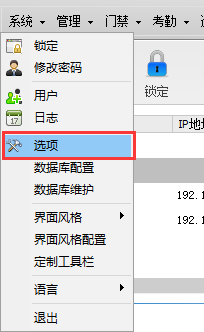 系统 管理 门禁 考勤
锁定
修改密码
用户
日志
选项
数据库配置
数据库维护
界面风格
界面风格配置
定制工具栏
语言
退出
锁定
IP地
192.1
192.1